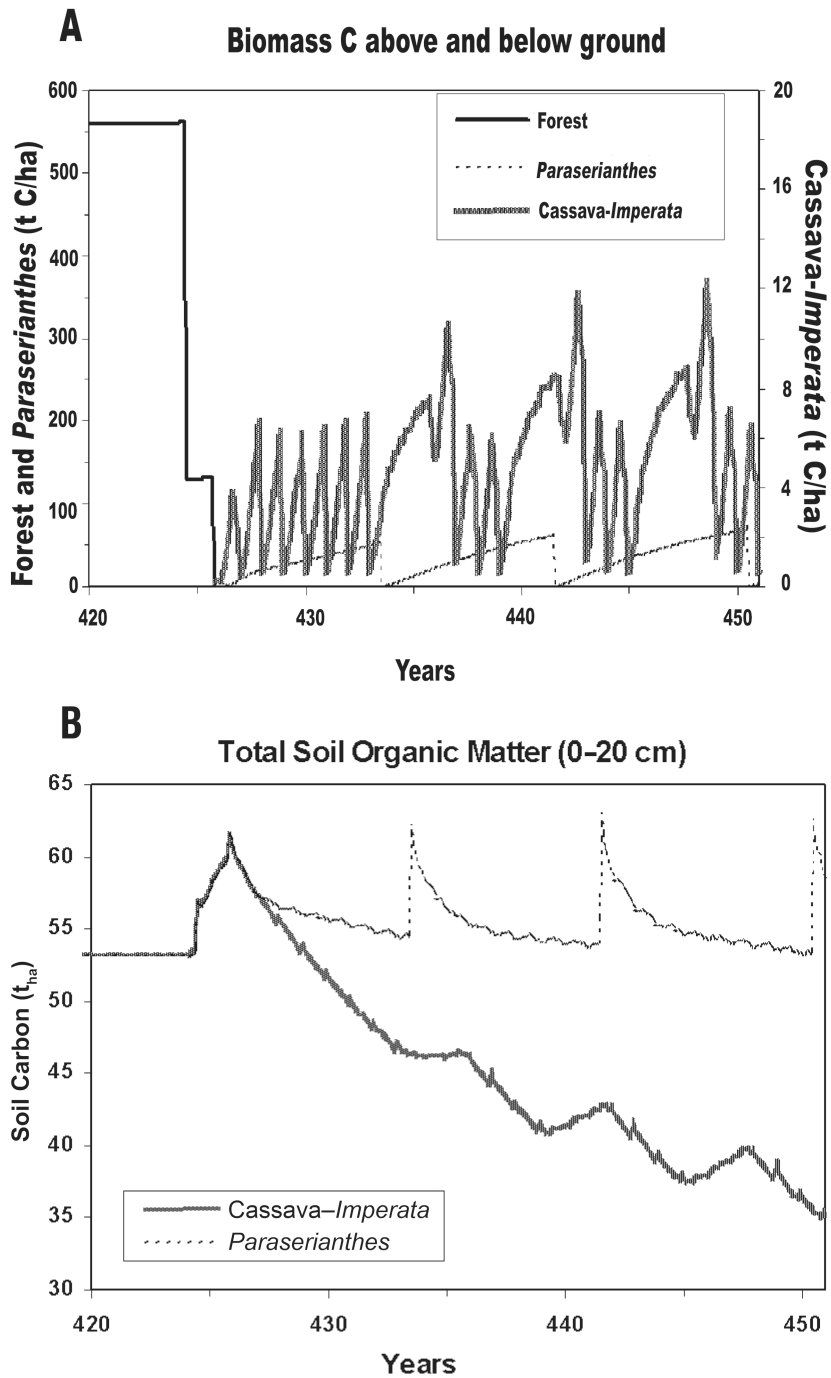 A
Biomass C above and below ground
Forest and Paraserianthes (t C/ha)
600
500
400
300
200
100
0
Forest
Paraserianthes
Cassava-Imperata
20
16
12
8
4
0
Cassava-Imperata (t C/ha)
420
430
440
450
Years
B
Total Soil Organic Matter (0–20 cm)
Soil Carbon (tha)
65
60
55
50
45
40
35
30
Cassava–Imperata
Paraserianthes
420
430
440
450
Years